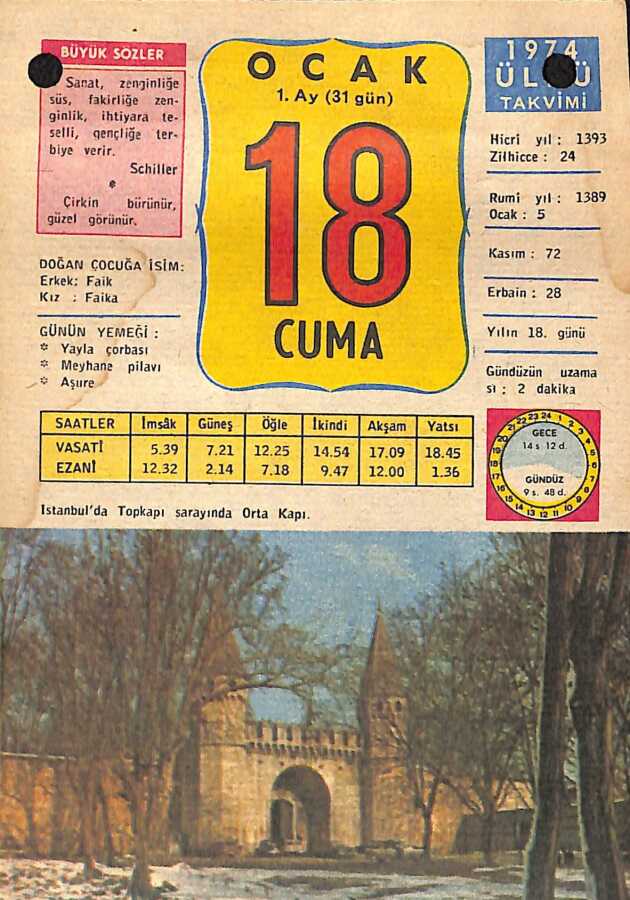 BÜYÜK SÖZLER
Sanat, zenginliğe
süs, fakirliğe zen-
ginlik, ihtiyara te-
selli, gençliğe ter-
biye verir.
Schiller
*
Çirkin bürünür,
güzel görünür.
DOĞAN ÇOCUĞA İSİM:
Erkek: Faik
Kız : Faika
GÜNÜN YEMEĞİ :
* Yayla çorbası
* Meyhane pilavı
* Aşure
OCAK
1. Ay (31 gün)
18
CUMA
1974
ÜLKÜ
TAKVİMİ
Hicrî yıl : 1393
Zilhicce : 24
Rumî yıl : 1389
Ocak : 5
Kasım : 72
Erbain : 28
Yılın 18. günü
Gündüzün uzama
sı : 2 dakika
SAATLER İmsâk Güneş Öğle İkindi Akşam Yatsı
VASATÎ 5.39 7.21 12.25 14.54 17.09 18.45
EZANÎ 12.32 2.14 7.18 9.47 12.00 1.36
GECE
14 s 12 d.
GÜNDÜZ
9 s. 48 d.
İstanbul'da Topkapı sarayında Orta Kapı.